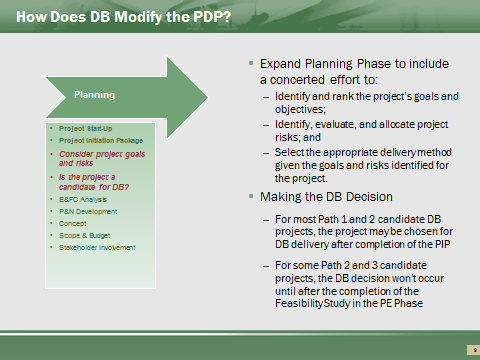 How Does DB Modify the PDP?
Planning
• Project Start-Up
• Project Initiation Package
• Consider project goals
and risks
• Is the project a
candidate for DB?
• E&FC Analysis
• P&N Development
• Concept
• Scope & Budget
• Stakeholder Involvement
Expand Planning Phase to include
a concerted effort to:
– Identify and rank the project's goals and
objectives;
– Identify, evaluate, and allocate project
risks; and
– Select the appropriate delivery method
given the goals and risks identified for
the project.
Making the DB Decision
– For most Path 1 and 2 candidate DB
projects, the project may be chosen for
DB delivery after completion of the PIP
– For some Path 2 and 3 candidate
projects, the DB decision won't occur
until after the completion of the
Feasibility Study in the PE Phase
8